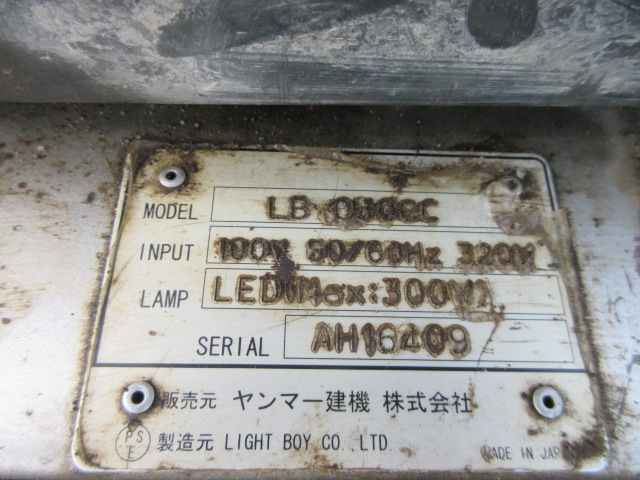 MODEL
INPUT 100V 50/60Hz 320W
LAMP LED(Max:300W)
SERIAL AH16409
販売元 ヤンマー建機 株式会社
PSE 製造元 LIGHT BOY CO. LTD.
MADE IN JAPAN